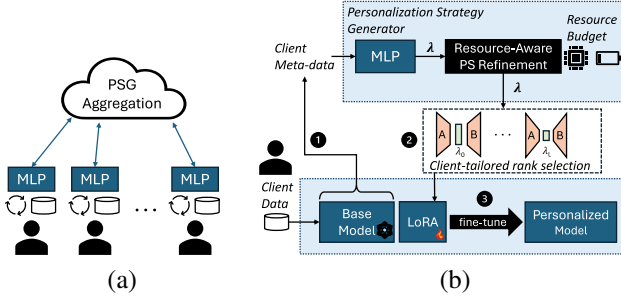 PSG
Aggregation
MLP
MLP
MLP
...
(a)
Personalization Strategy
Generator
Resource
Budget
Client
Meta-data
MLP
λ
Resource-Aware
PS Refinement
λ
1
2
A
B
λ₀
. . .
A
B
λ_L
Client-tailored rank selection
Client
Data
Base
Model
LoRA
3
fine-tune
Personalized
Model
(b)